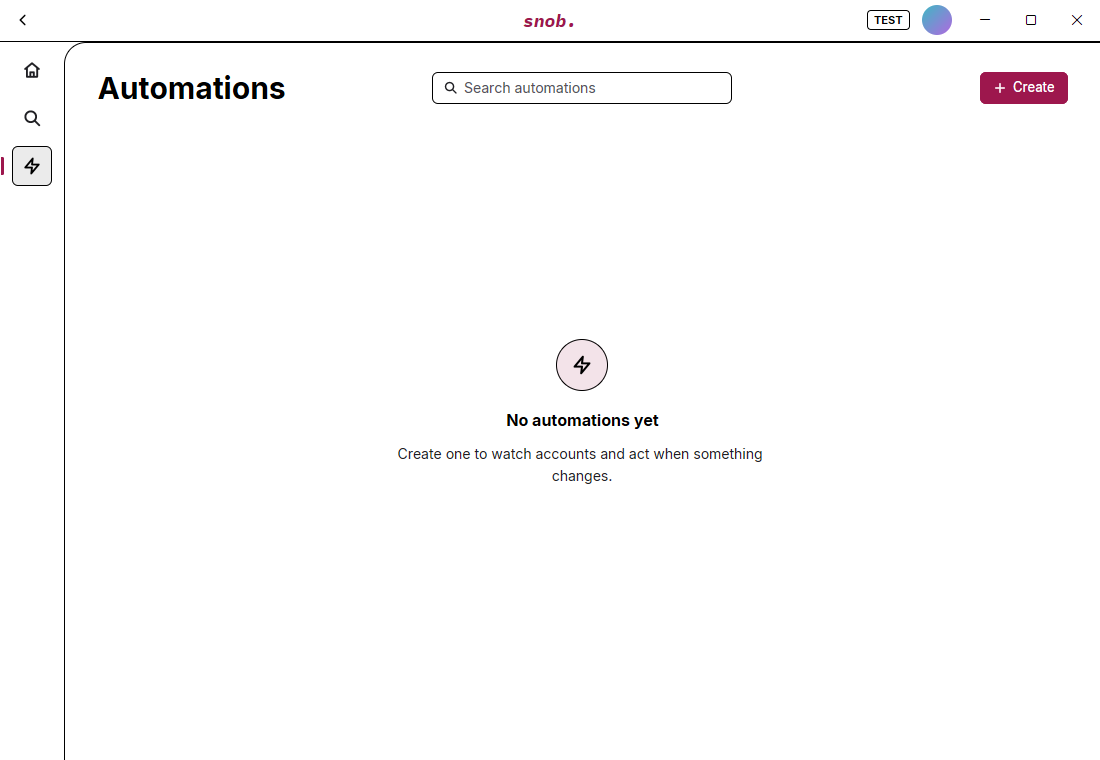 snob.
TEST
Automations
Search automations
Create
No automations yet
Create one to watch accounts and act when something
changes.